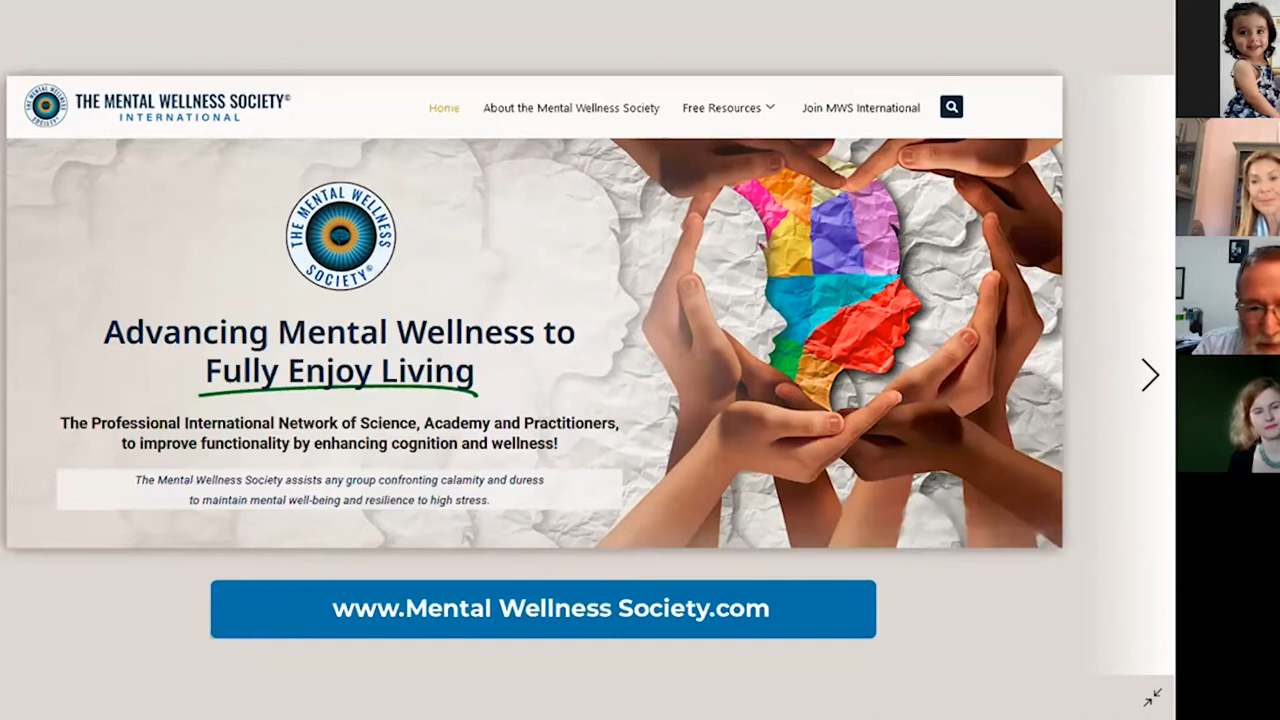 THE MENTAL WELLNESS SOCIETY©
INTERNATIONAL
Home
About the Mental Wellness Society
Free Resources
Join MWS International
THE MENTAL WELLNESS SOCIETY©
Advancing Mental Wellness to
Fully Enjoy Living
The Professional International Network of Science, Academy and Practitioners,
to improve functionality by enhancing cognition and wellness!
The Mental Wellness Society assists any group confronting calamity and duress
to maintain mental well-being and resilience to high stress.
www.Mental Wellness Society.com